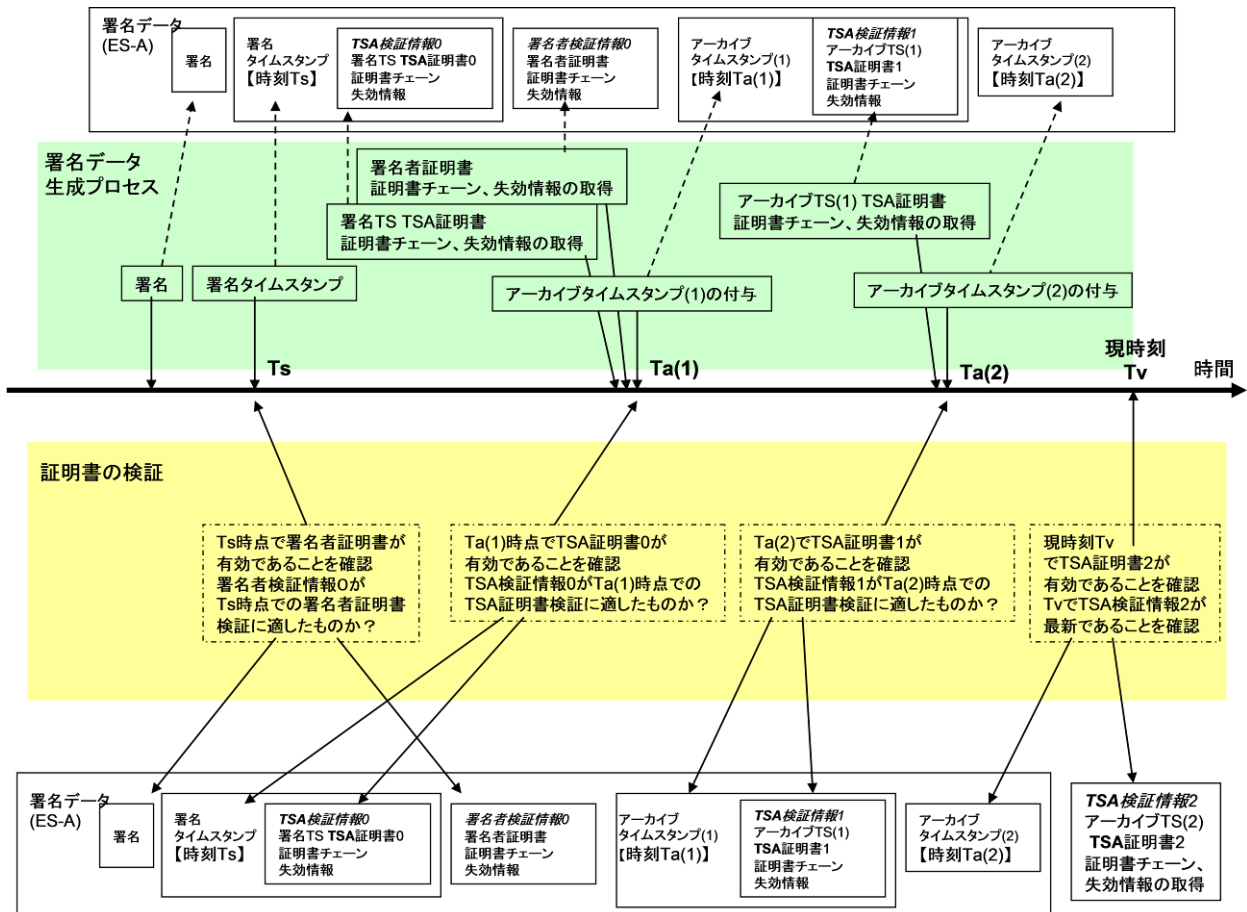 署名データ
(ES-A)
署名
署名
タイムスタンプ
【時刻Ts】
TSA検証情報0
署名TS TSA証明書0
証明書チェーン
失効情報
署名者検証情報0
署名者証明書
証明書チェーン
失効情報
アーカイブ
タイムスタンプ(1)
【時刻Ta(1)】
TSA検証情報1
アーカイブTS(1)
TSA証明書1
証明書チェーン
失効情報
アーカイブ
タイムスタンプ(2)
【時刻Ta(2)】
署名データ
生成プロセス
署名者証明書
証明書チェーン、失効情報の取得
署名TS TSA証明書
証明書チェーン、失効情報の取得
アーカイブTS(1) TSA証明書
証明書チェーン、失効情報の取得
署名
署名タイムスタンプ
アーカイブタイムスタンプ(1)の付与
アーカイブタイムスタンプ(2)の付与
Ts
Ta(1)
Ta(2)
現時刻
Tv
時間
証明書の検証
Ts時点で署名者証明書が
有効であることを確認
署名者検証情報0が
Ts時点での署名者証明書
検証に適したものか？
Ta(1)時点でTSA証明書0が
有効であることを確認
TSA検証情報0がTa(1)時点での
TSA証明書検証に適したものか？
Ta(2)でTSA証明書1が
有効であることを確認
TSA検証情報1がTa(2)時点での
TSA証明書検証に適したものか？
現時刻Tv
でTSA証明書2が
有効であることを確認
TvでTSA検証情報2が
最新であることを確認
署名データ
(ES-A)
署名
署名
タイムスタンプ
【時刻Ts】
TSA検証情報0
署名TS TSA証明書0
証明書チェーン
失効情報
署名者検証情報0
署名者証明書
証明書チェーン
失効情報
アーカイブ
タイムスタンプ(1)
【時刻Ta(1)】
TSA検証情報1
アーカイブTS(1)
TSA証明書1
証明書チェーン
失効情報
アーカイブ
タイムスタンプ(2)
【時刻Ta(2)】
TSA検証情報2
アーカイブTS(2)
TSA証明書2
証明書チェーン、
失効情報の取得